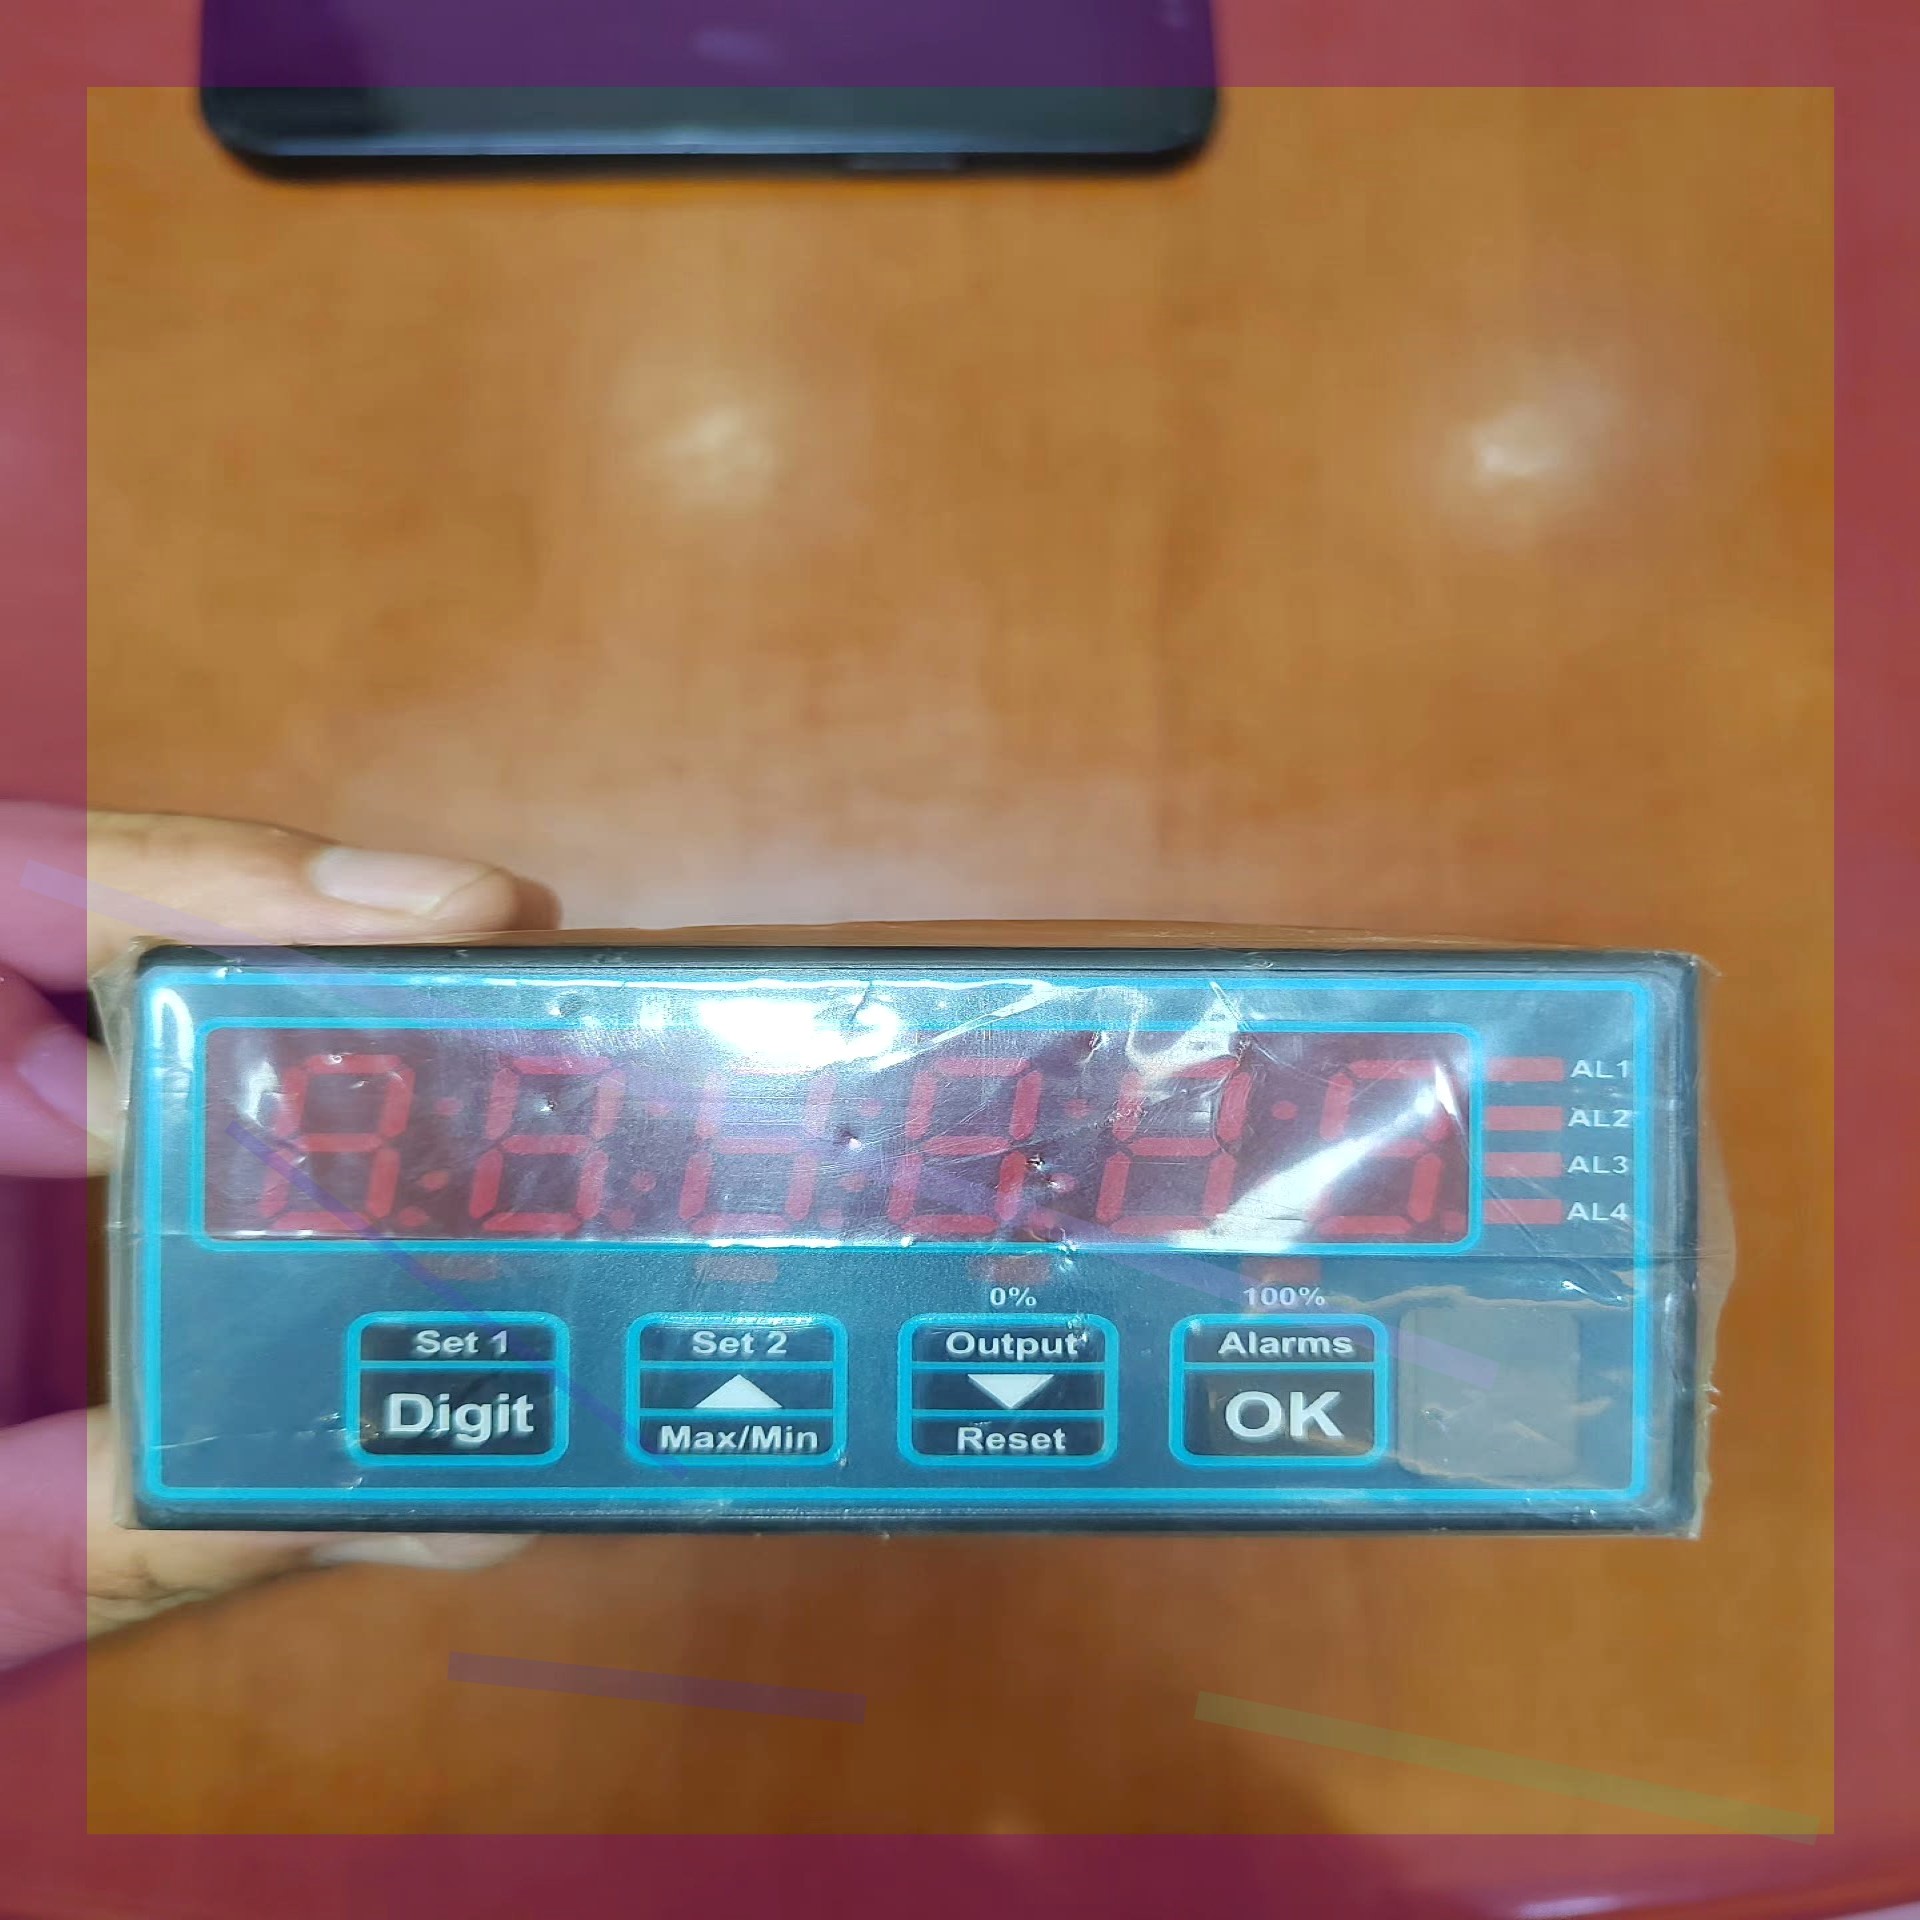 AL1
AL2
AL3
AL4
0% 100%
Set 1 Set 2 Output Alarms
Digit OK
Max/Min Reset